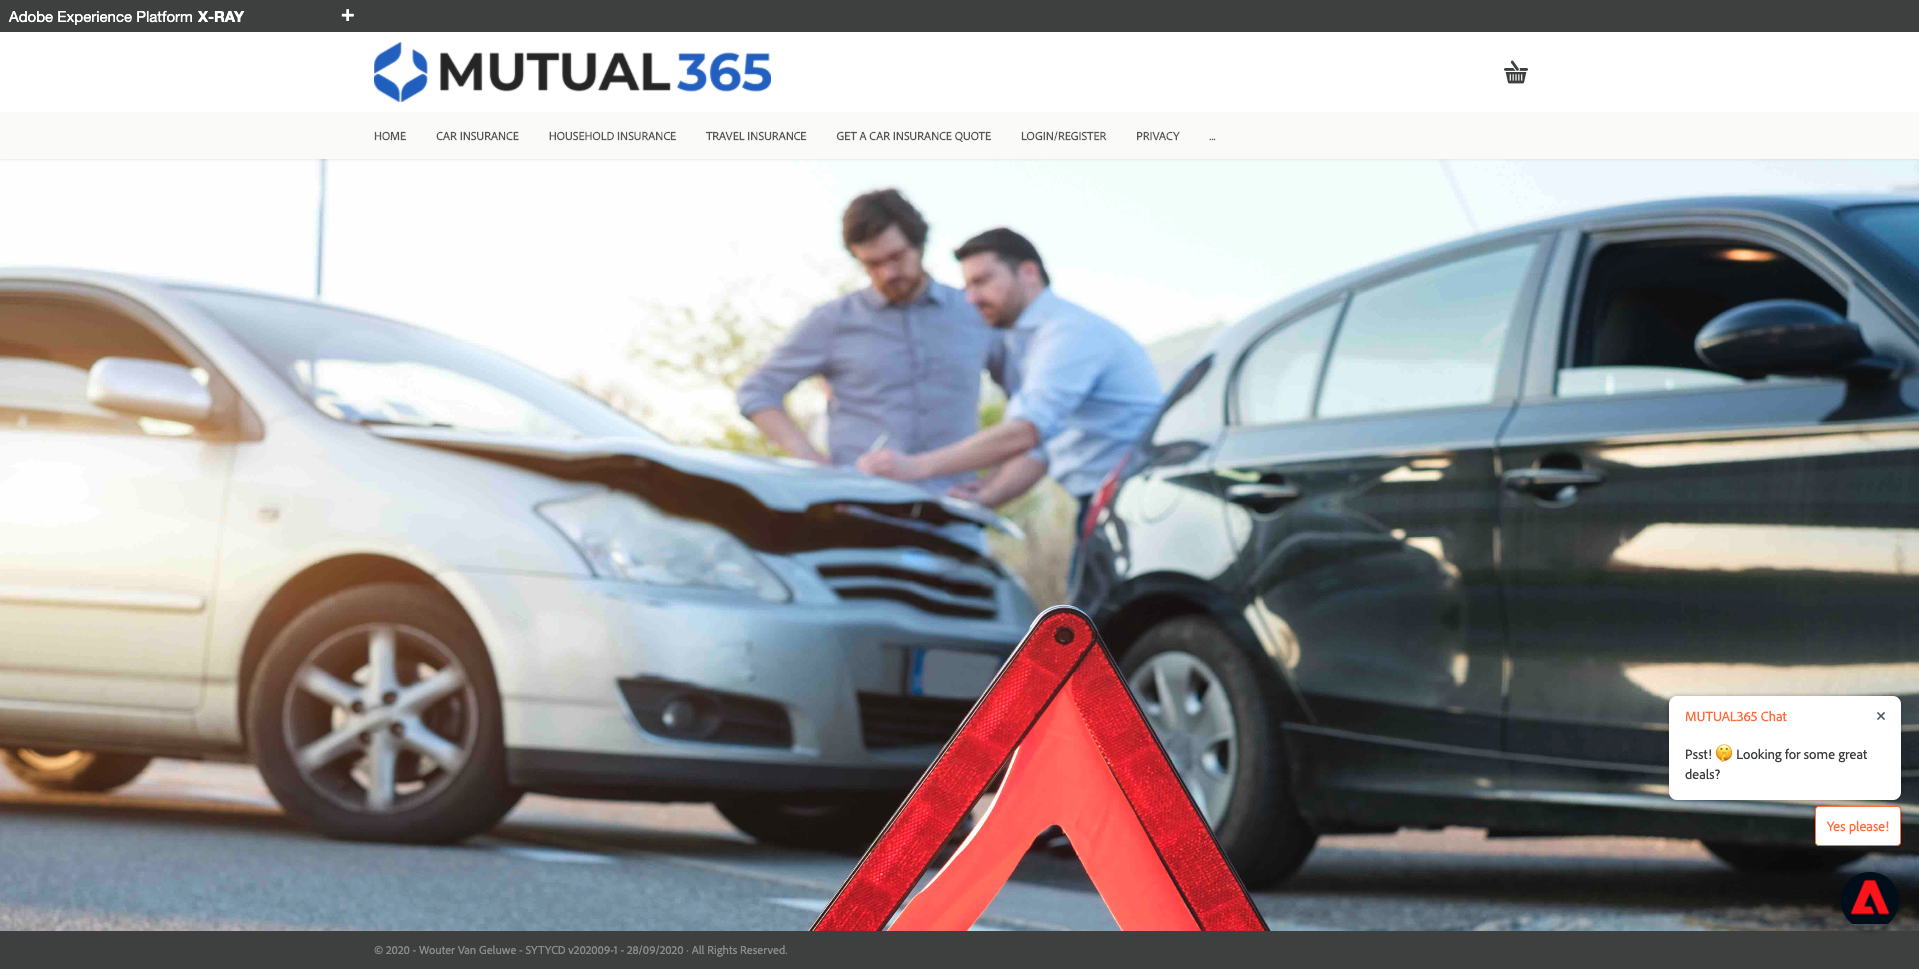 Adobe Experience Platform X-RAY
MUTUAL 365
HOME CAR INSURANCE HOUSEHOLD INSURANCE TRAVEL INSURANCE GET A CAR INSURANCE QUOTE LOGIN/REGISTER PRIVACY ...
MUTUAL365 Chat
Psst! 🤫 Looking for some great
deals?
Yes please!
© 2020 - Wouter Van Geluwe - SYTYCD v202009-1 - 28/09/2020 · All Rights Reserved.